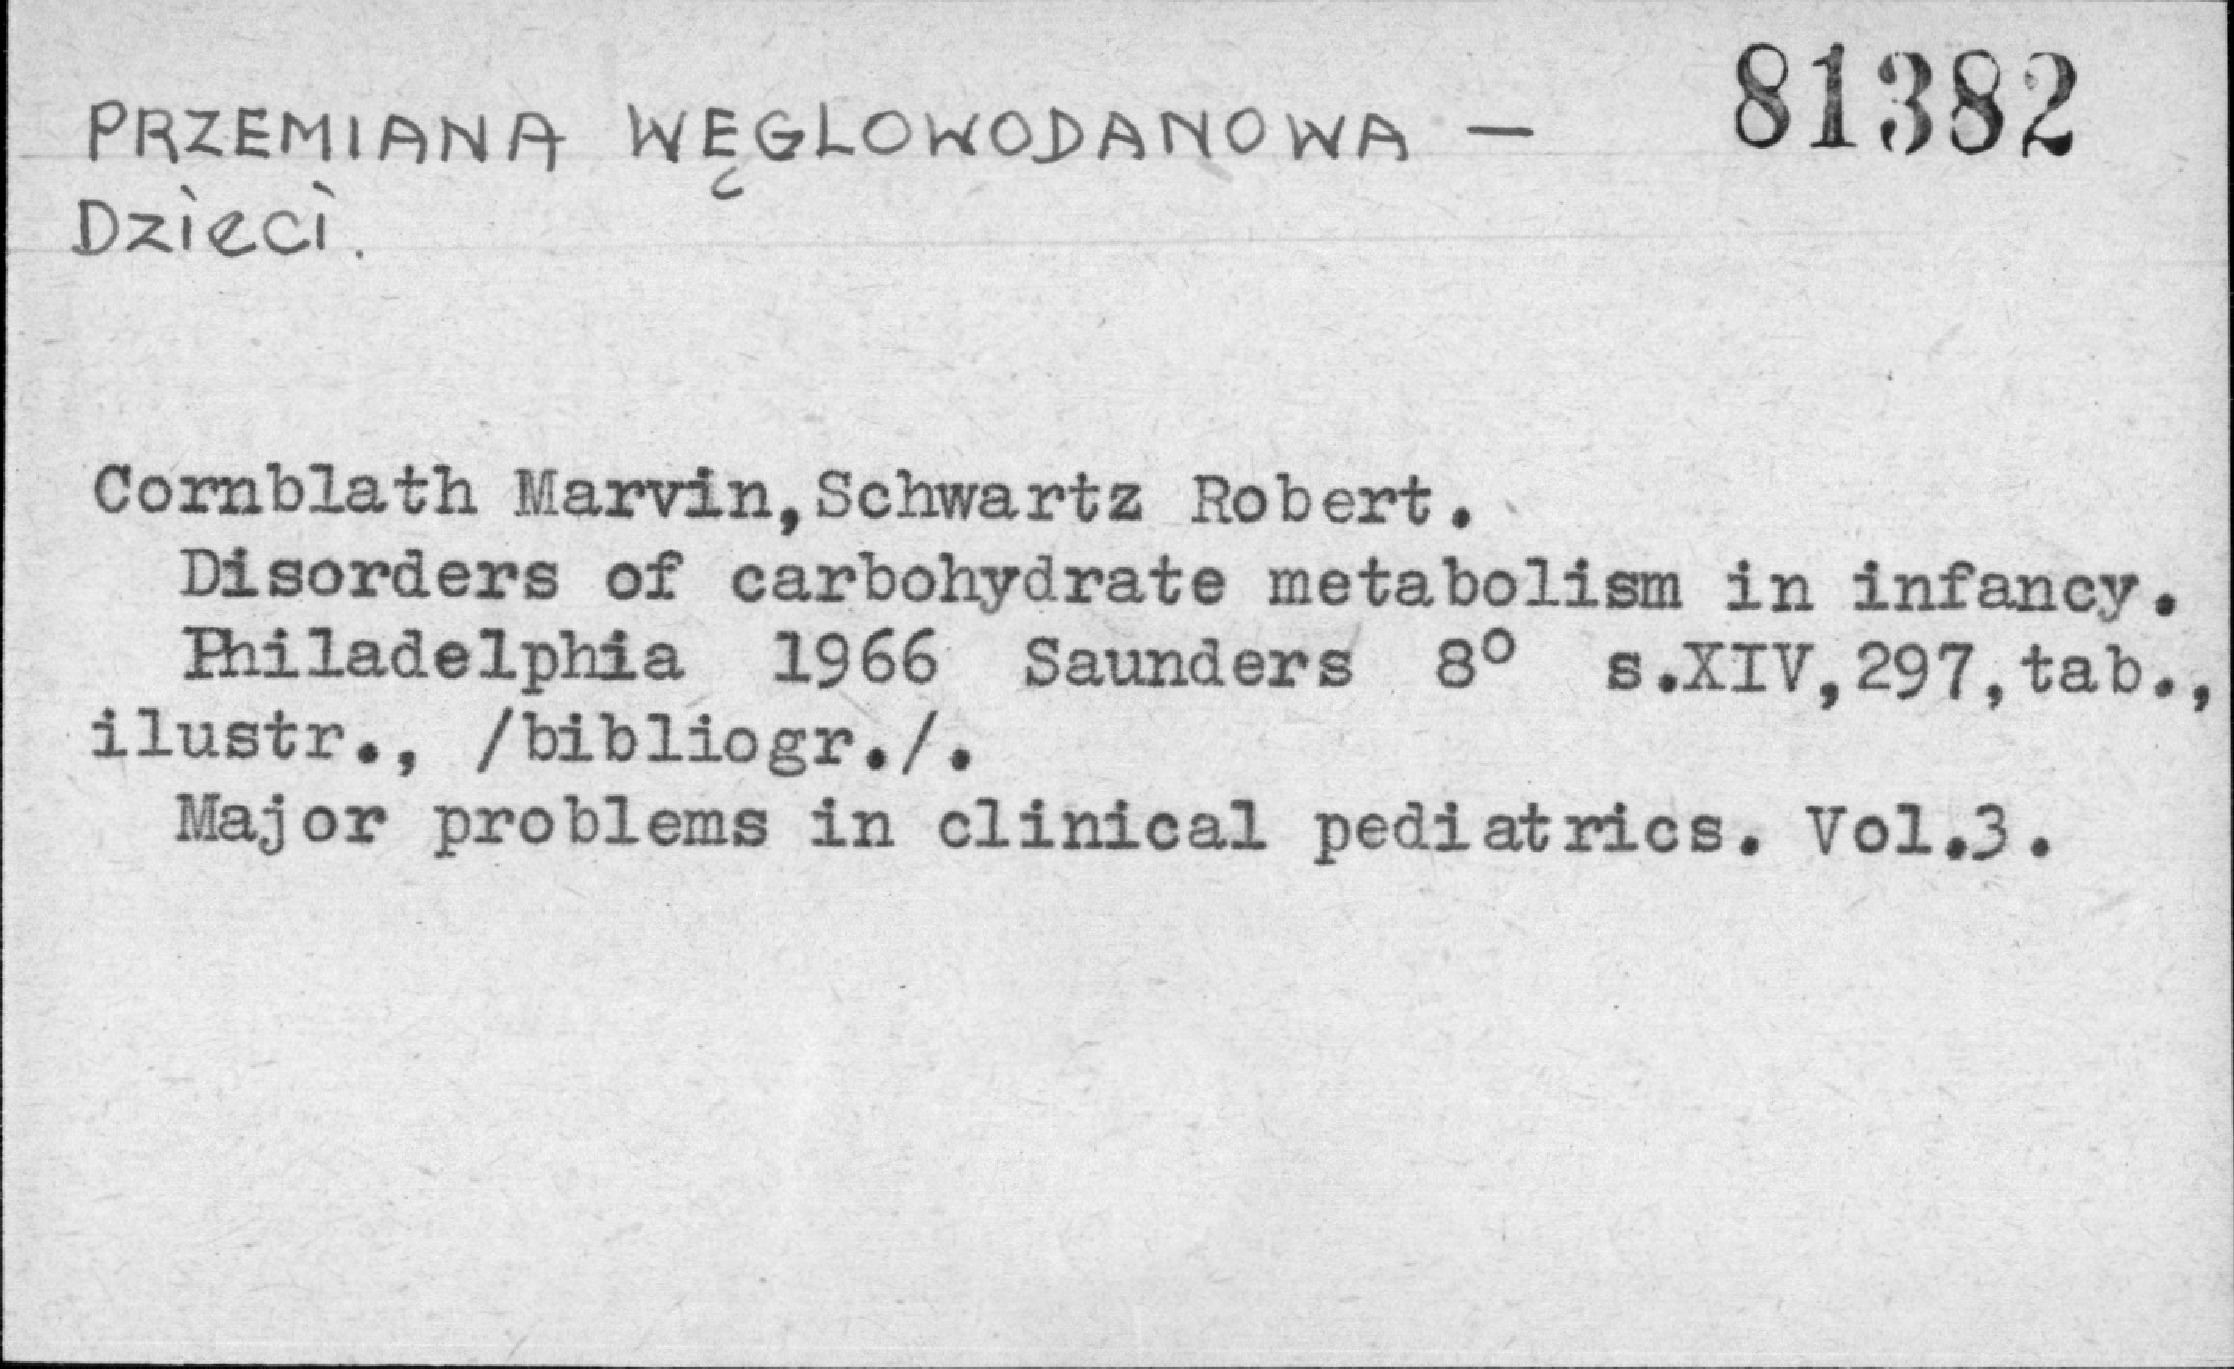 81382
PRZEMIANA WĘGLOWODANOWA —
Dzieci.
Cornblath Marvin,Schwartz Robert.
Disorders of carbohydrate metabolism in infancy.
Philadelphia 1966 Saunders 8° s.XIV,297,tab.,
ilustr., /bibliogr./.
Major problems in clinical pediatrics. Vol.3.